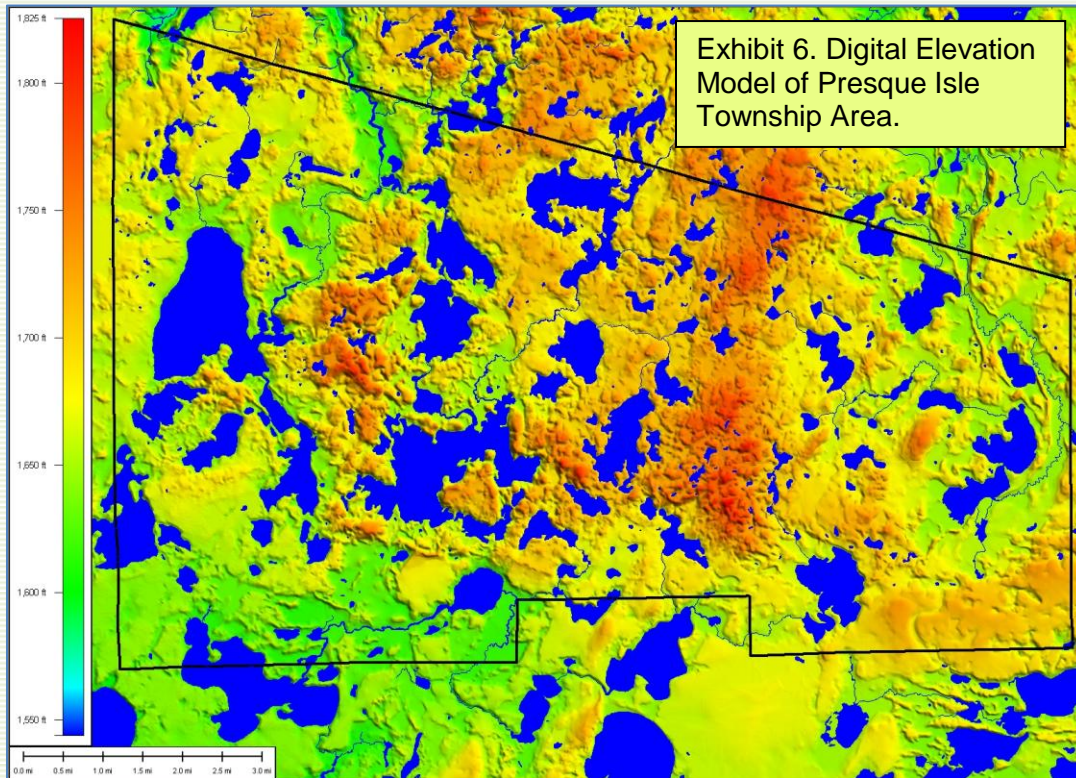 Exhibit 6. Digital Elevation
Model of Presque Isle
Township Area.
1,825 ft
1,800 ft
1,750 ft
1,700 ft
1,650 ft
1,600 ft
1,550 ft
0.0 mi 0.5 mi 1.0 mi 1.5 mi 2.0 mi 2.5 mi 3.0 mi